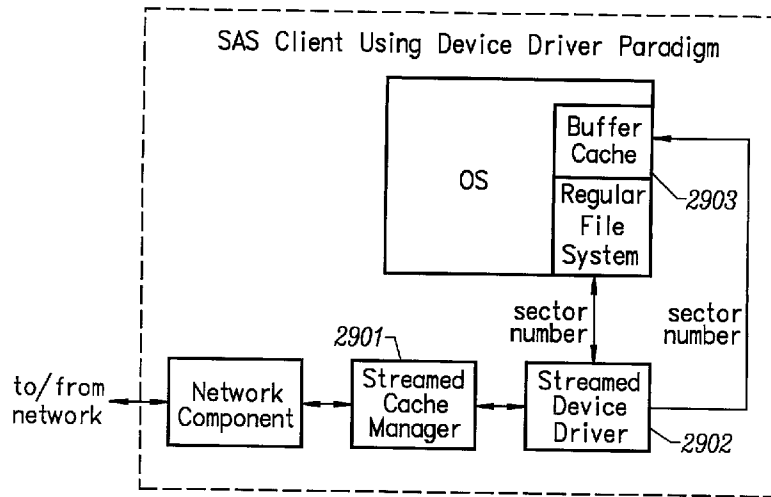 SAS Client Using Device Driver Paradigm
OS
Buffer
Cache
2903
Regular
File
System
sector
number
sector
number
2901
to/from
network
Network
Component
Streamed
Cache
Manager
Streamed
Device
Driver
2902